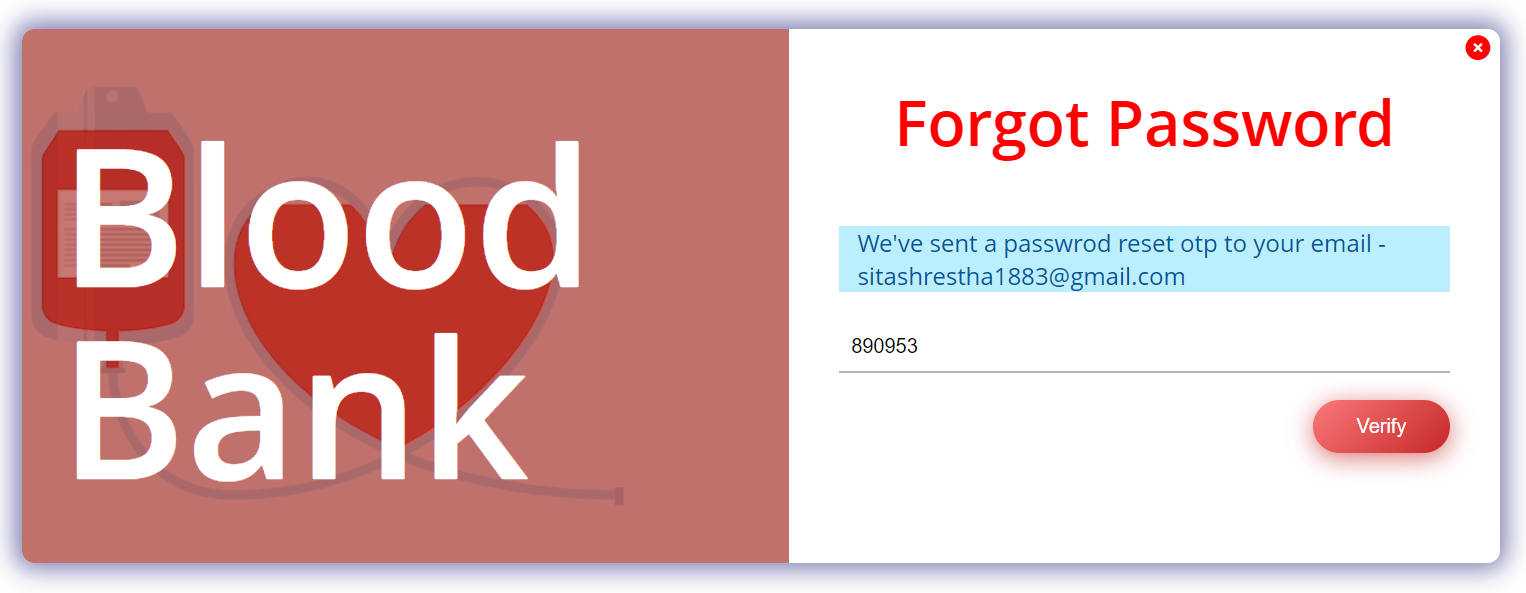 Blood
Bank
Forgot Password
We've sent a passwrod reset otp to your email -
sitashrestha1883@gmail.com
890953
Verify